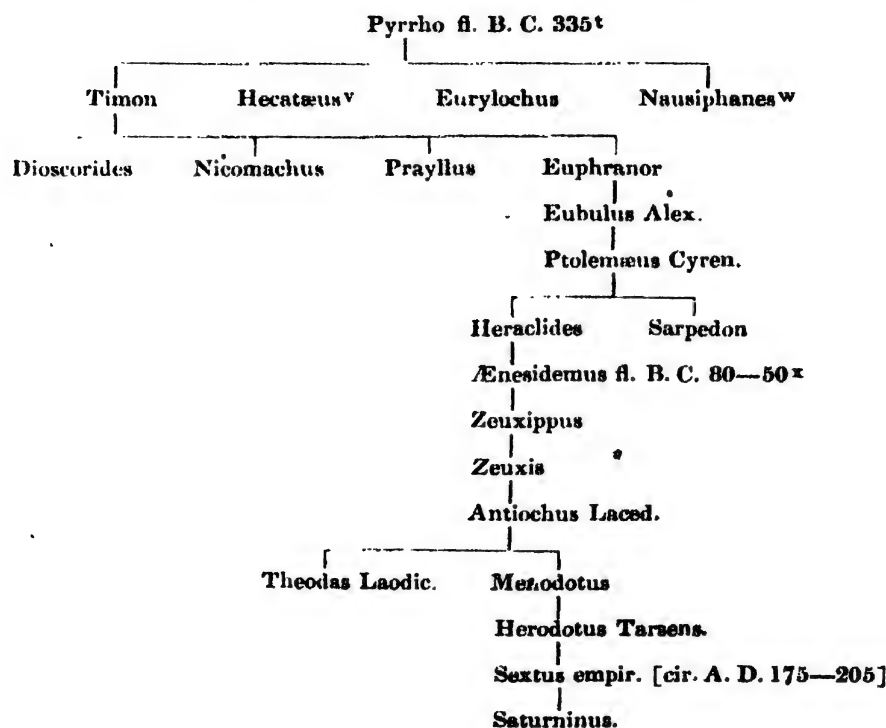 Pyrrho fl. B. C. 335t
Timon Hecatæusv Eurylochus Nausiphanesw
Dioscorides Nicomachus Prayllus Euphranor
Eubulus Alex.
Ptolemæus Cyren.
Heraclides Sarpedon
Ænesidemus fl. B. C. 80—50x
Zeuxippus
Zeuxis
Antiochus Laced.
Theodas Laodic. Menodotus
Herodotus Tarsens.
Sextus empir. [cir. A. D. 175—205]
Saturninus.